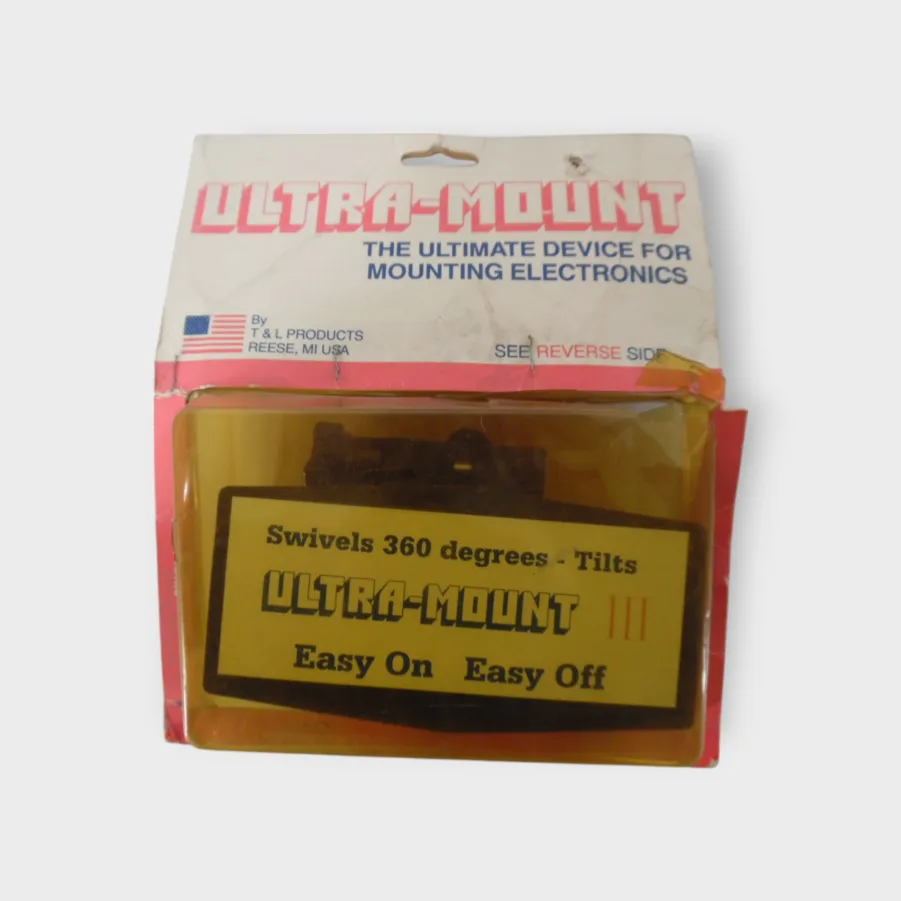 ULTRA-MOUNT
THE ULTIMATE DEVICE FOR
MOUNTING ELECTRONICS
By
T & L PRODUCTS
REESE, MI USA
SEE REVERSE SIDE
Swivels 360 degrees - Tilts
ULTRA-MOUNT III
Easy On Easy Off